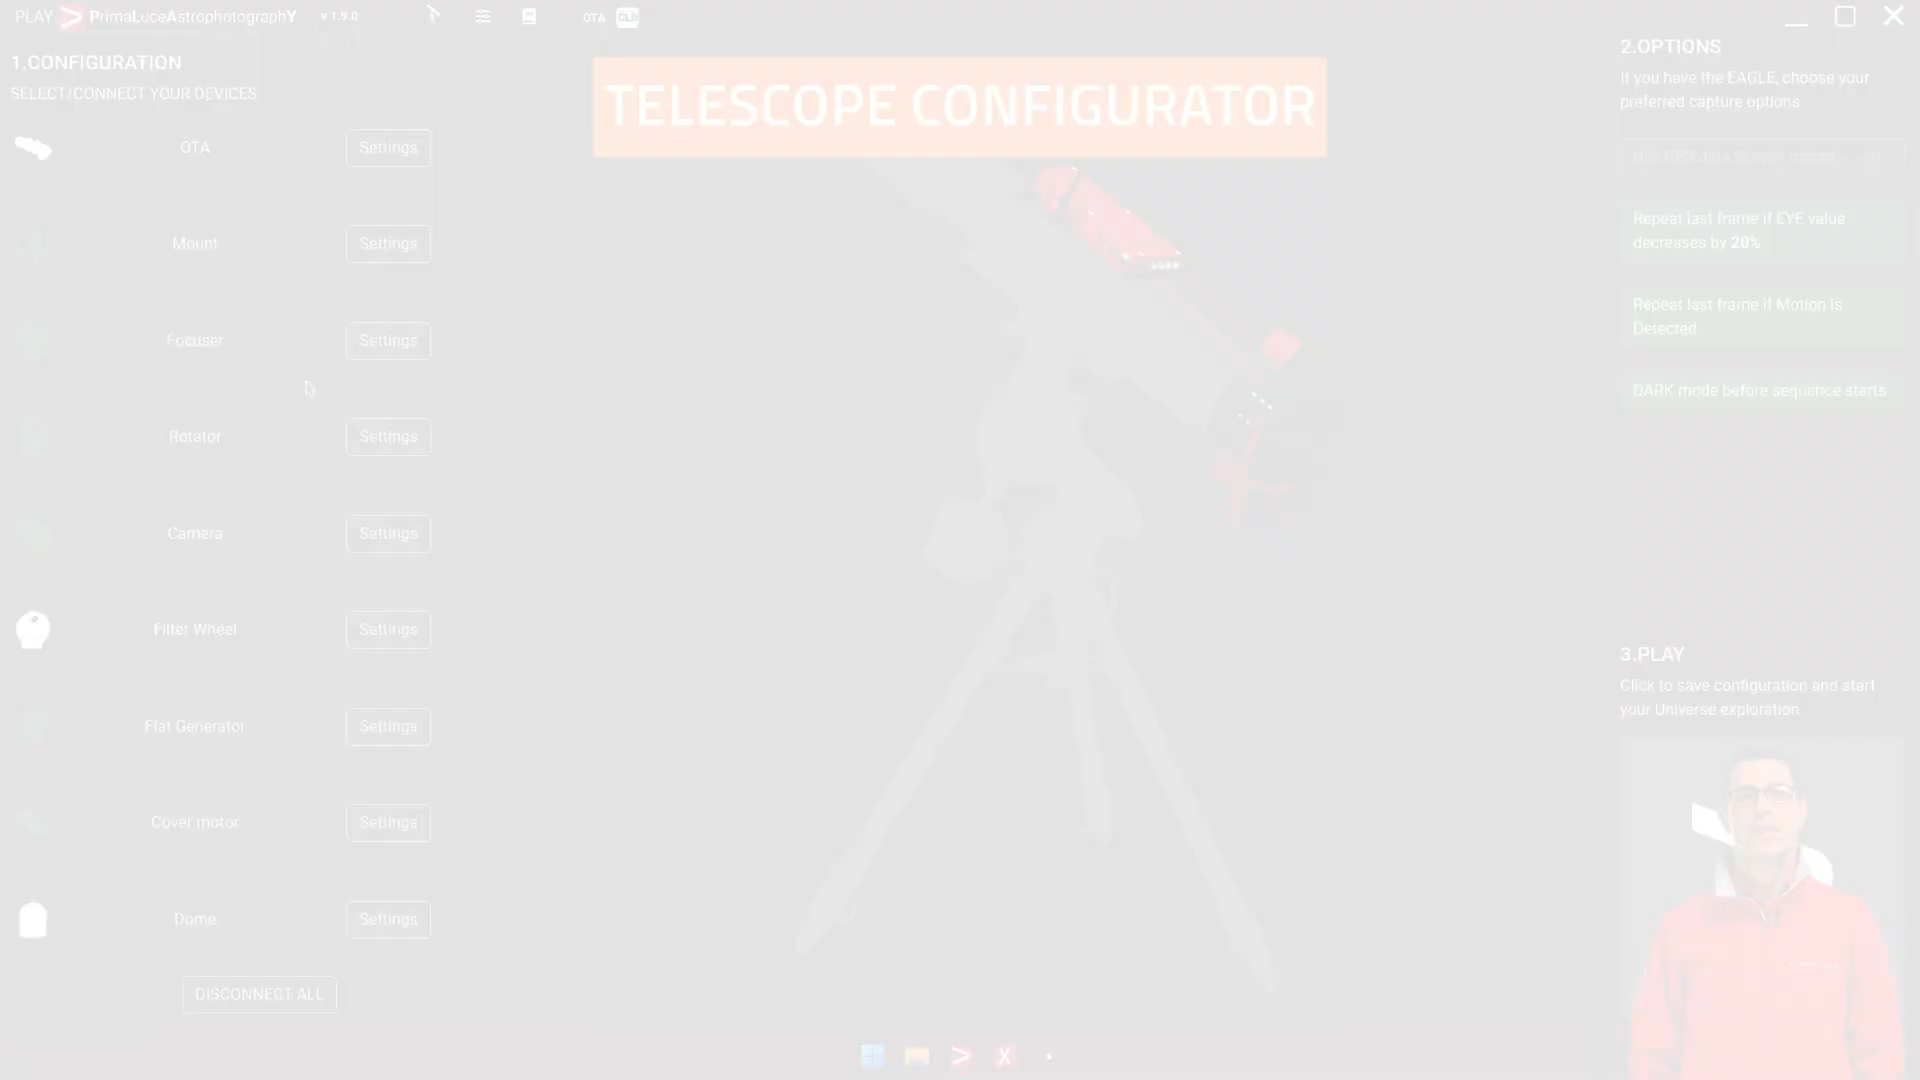 PLAY PrimaLuceAstrophotographY v 1.9.0
OTA
1.CONFIGURATION
SELECT/CONNECT YOUR DEVICES
OTA Settings
Mount Settings
Focuser Settings
Rotator Settings
Camera Settings
Filter Wheel Settings
Flat Generator Settings
Cover motor Settings
Dome Settings
DISCONNECT ALL
TELESCOPE CONFIGURATOR
2.OPTIONS
If you have the EAGLE, choose your
preferred capture options
Repeat last frame if EYE value
decreases by 20%
Repeat last frame if Motion is
Detected
DARK mode before sequence starts
3.PLAY
Click to save configuration and start
your Universe exploration